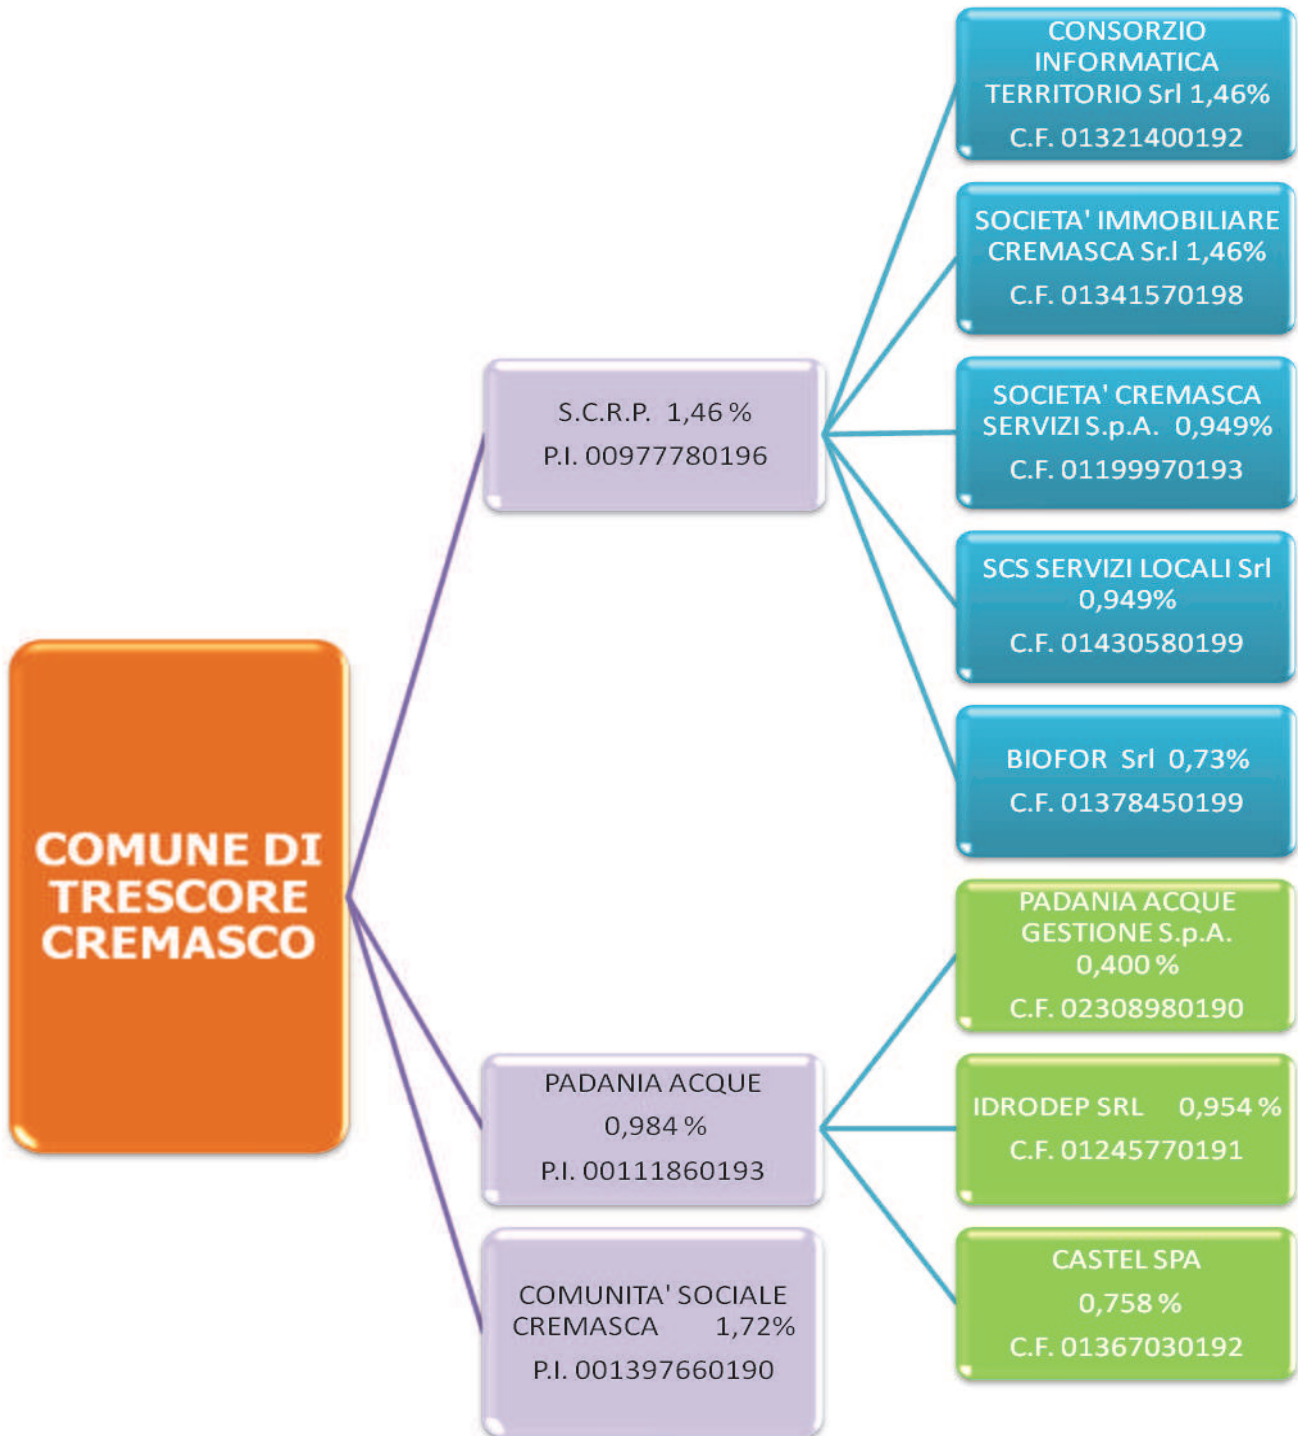 COMUNE DI
TRESCORE
CREMASCO
S.C.R.P. 1,46 %
P.I. 00977780196
CONSORZIO
INFORMATICA
TERRITORIO Srl 1,46%
C.F. 01321400192
SOCIETA' IMMOBILIARE
CREMASCA Sr.l 1,46%
C.F. 01341570198
SOCIETA' CREMASCA
SERVIZI S.p.A. 0,949%
C.F. 01199970193
SCS SERVIZI LOCALI Srl
0,949%
C.F. 01430580199
BIOFOR Srl 0,73%
C.F. 01378450199
PADANIA ACQUE
0,984 %
P.I. 00111860193
PADANIA ACQUE
GESTIONE S.p.A.
0,400 %
C.F. 02308980190
IDRODEP SRL 0,954 %
C.F. 01245770191
CASTEL SPA
0,758 %
C.F. 01367030192
COMUNITA' SOCIALE
CREMASCA 1,72%
P.I. 001397660190